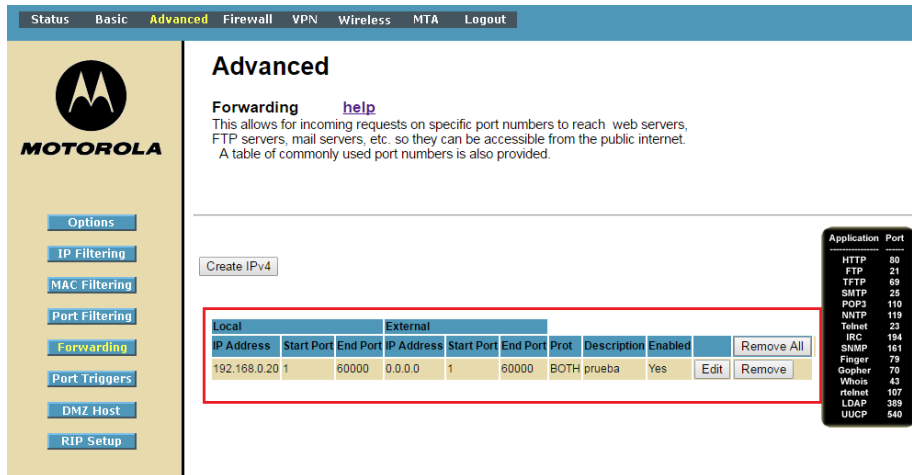 Status Basic Advanced Firewall VPN Wireless MTA Logout
MOTOROLA
Options
IP Filtering
MAC Filtering
Port Filtering
Forwarding
Port Triggers
DMZ Host
RIP Setup
Advanced
Forwarding help
This allows for incoming requests on specific port numbers to reach web servers,
FTP servers, mail servers, etc. so they can be accessible from the public internet.
A table of commonly used port numbers is also provided.
Create IPv4
Local External
IP Address Start Port End Port IP Address Start Port End Port Prot Description Enabled Remove All
192.168.0.20 1 60000 0.0.0.0 1 60000 BOTH prueba Yes Edit Remove
Application Port
HTTP 80
FTP 21
TFTP 69
SMTP 25
POP3 110
NNTP 119
Telnet 23
IRC 194
SNMP 161
Finger 79
Gopher 70
Whois 43
rtelnet 107
LDAP 389
UUCP 540